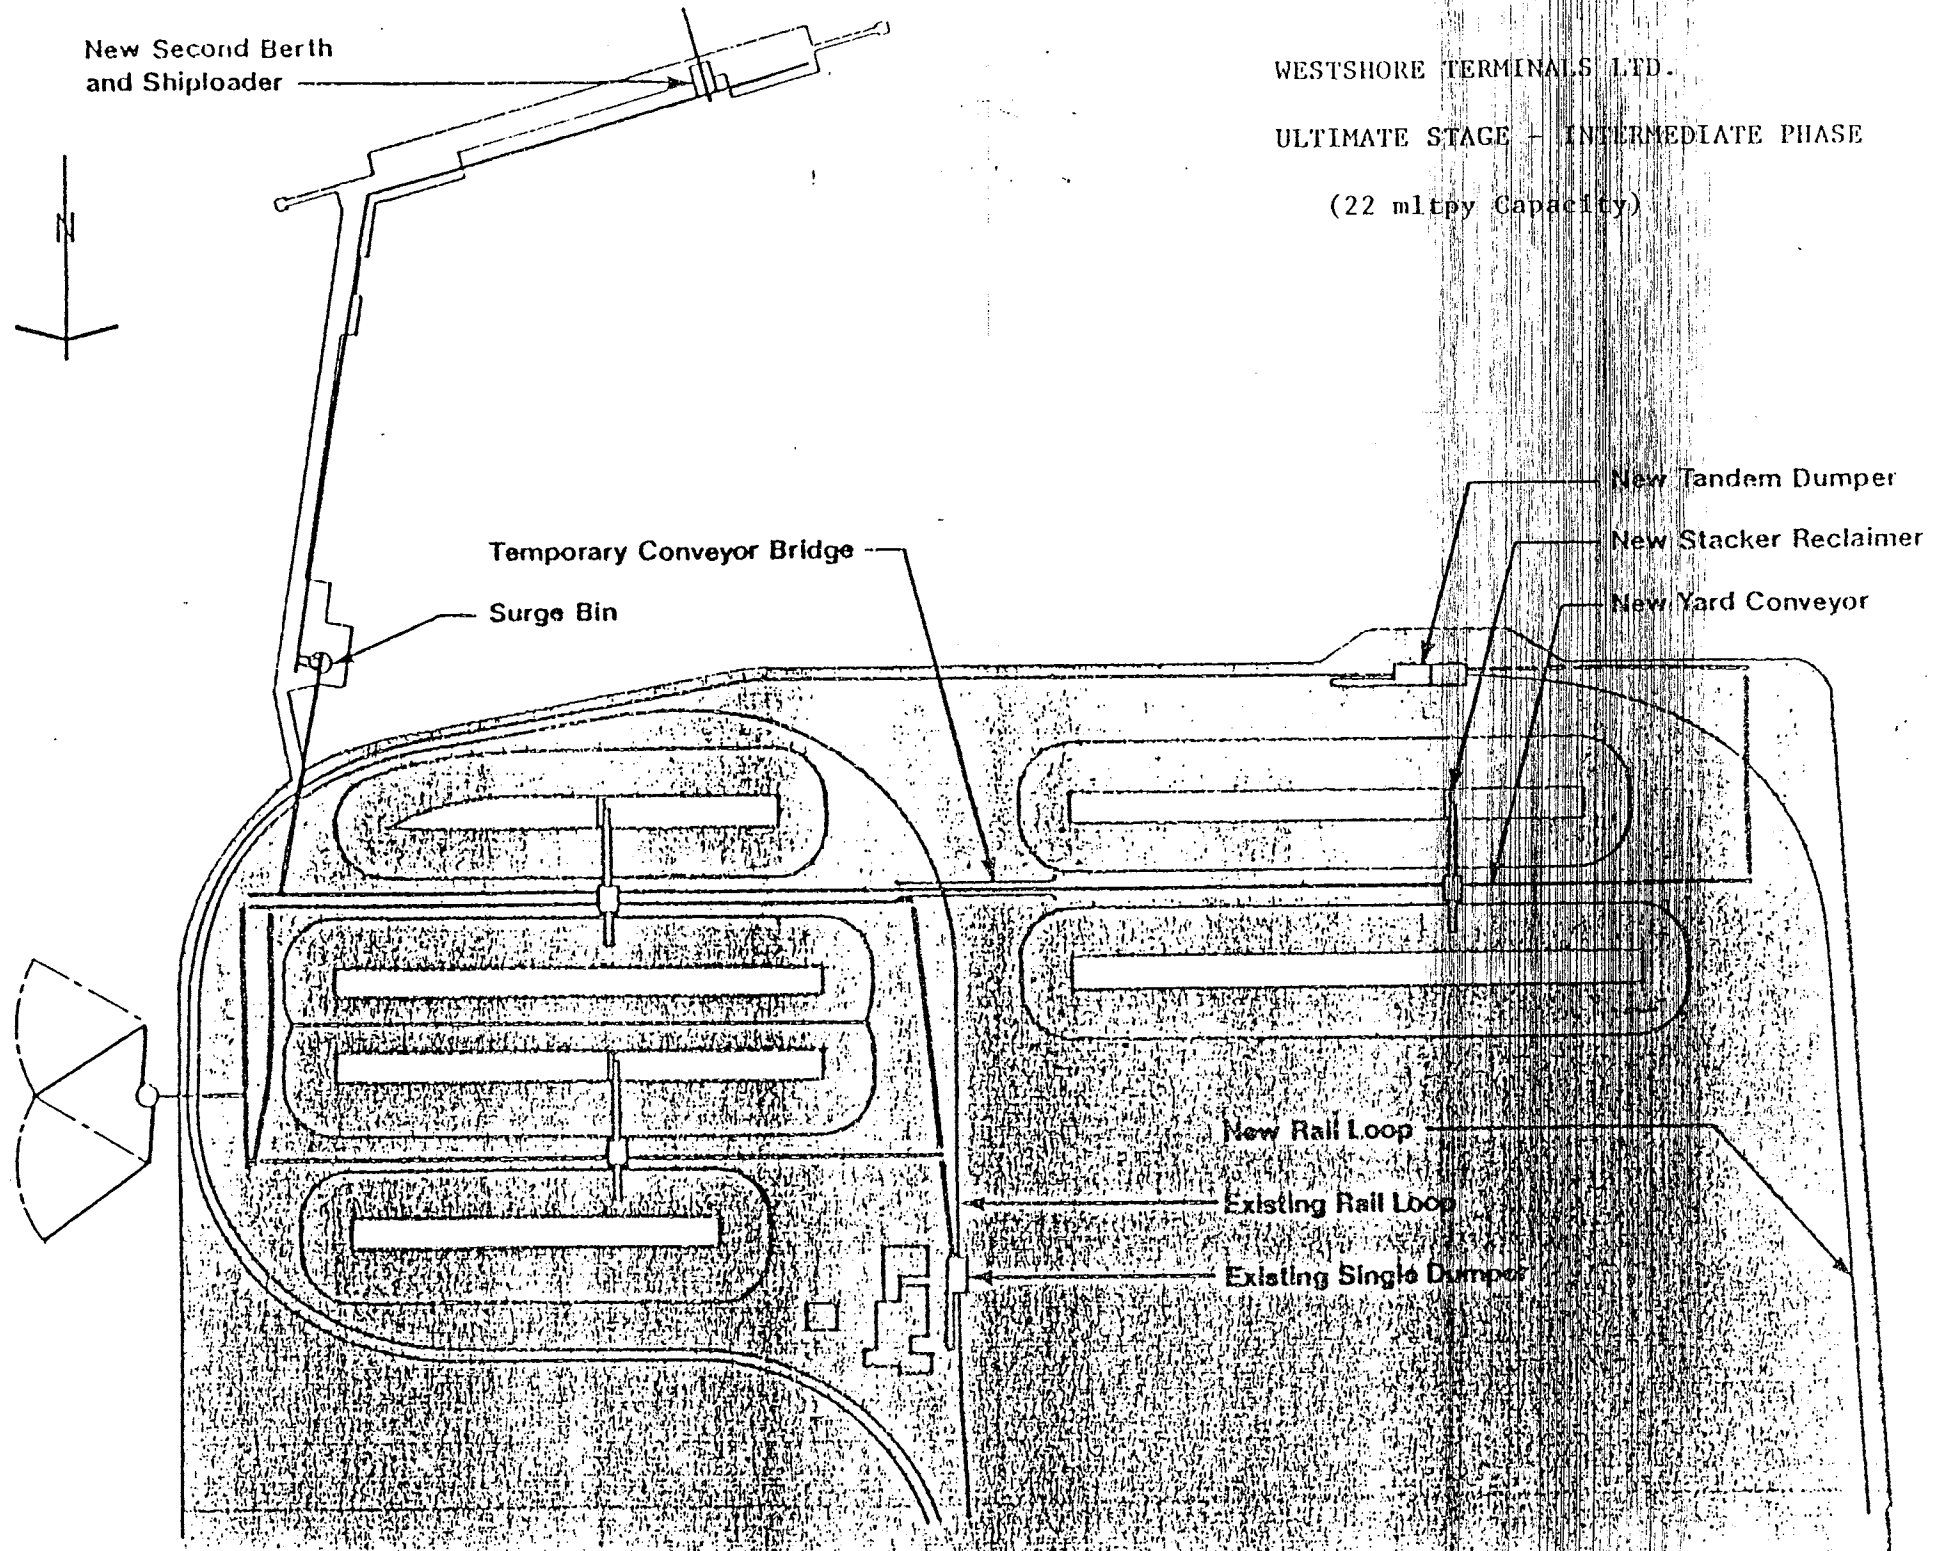 New Second Berth
and Shiploader
WESTSHORE TERMINALS LTD.
ULTIMATE STAGE - INTERMEDIATE PHASE
(22 mltpy Capacity)
N
New Tandem Dumper
New Stacker Reclaimer
New Yard Conveyor
Temporary Conveyor Bridge
Surge Bin
New Rail Loop
Existing Rail Loop
Existing Single Dumper